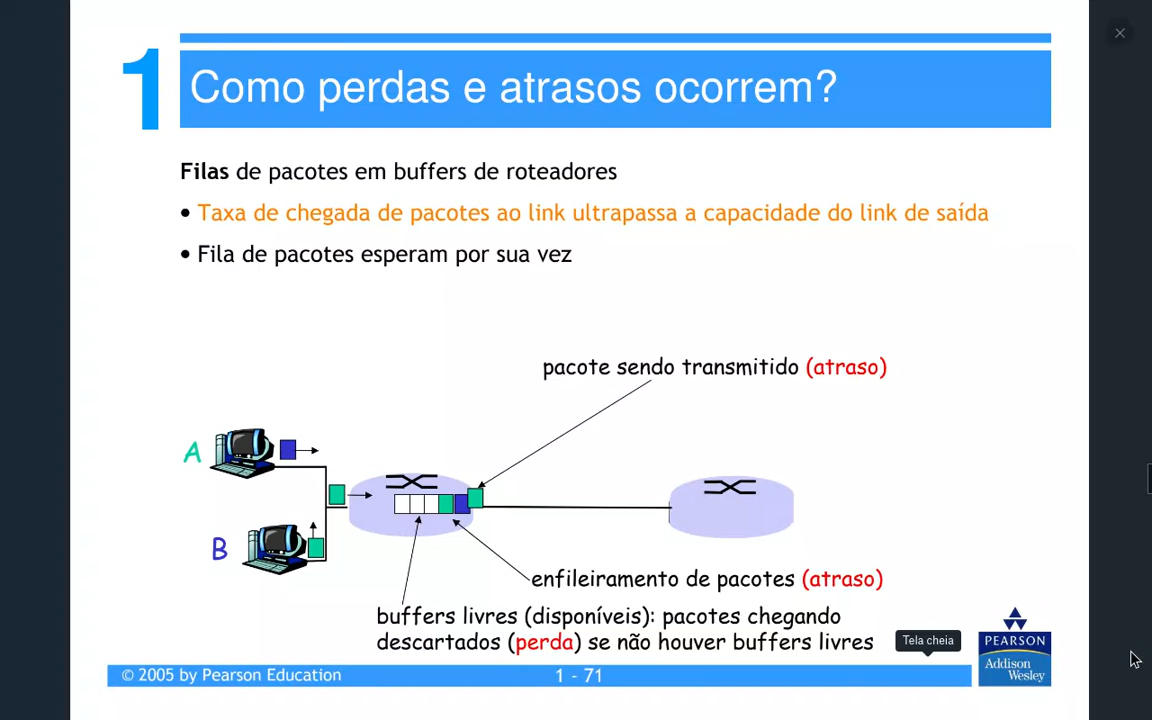 1
Como perdas e atrasos ocorrem?
Filas de pacotes em buffers de roteadores
• Taxa de chegada de pacotes ao link ultrapassa a capacidade do link de saída
• Fila de pacotes esperam por sua vez
pacote sendo transmitido (atraso)
A
B
enfileiramento de pacotes (atraso)
buffers livres (disponíveis): pacotes chegando
descartados (perda) se não houver buffers livres
Tela cheia
PEARSON
Addison
Wesley
© 2005 by Pearson Education
1 - 71